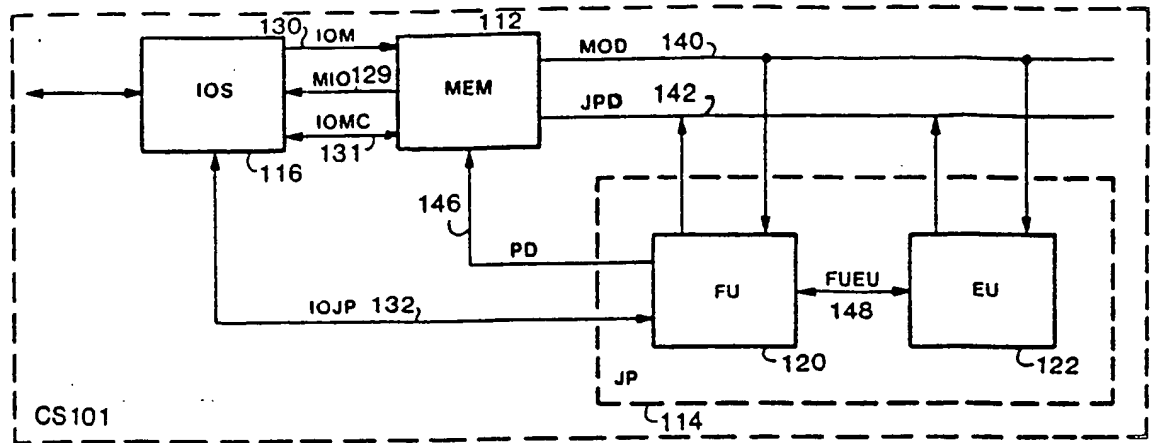 130 IOM
112
MOD 140
MIO 129
IOS
MEM
JPD 142
IOMC
131
116
146
PD
FU
FUEU
148
EU
IOJP 132
120
122
JP
114
CS101